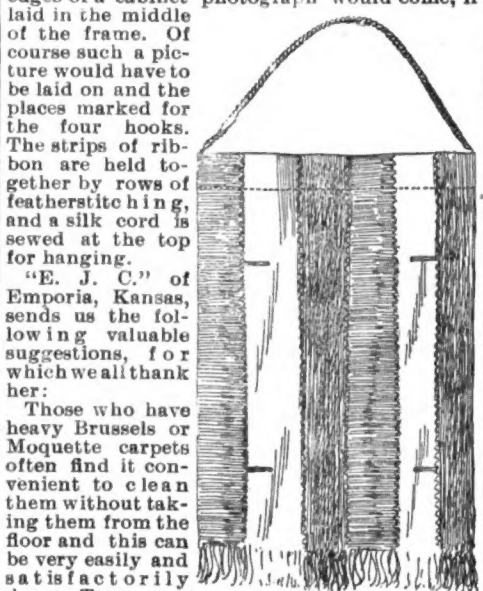 photograph would come, if
laid in the middle
of the frame. Of
course such a pic-
ture would have to
be laid on and the
places marked for
the four hooks.
The strips of rib-
bon are held to-
gether by rows of
featherstitching,
and a silk cord is
sewed at the top
for hanging.
"E. J. C." of
Emporia, Kansas,
sends us the fol-
lowing valuable
suggestions, for
which we all thank
her:
Those who have
heavy Brussels or
Moquette carpets
often find it con-
venient to clean
them without tak-
ing them from the
floor and this can
be very easily and
satisfactorily